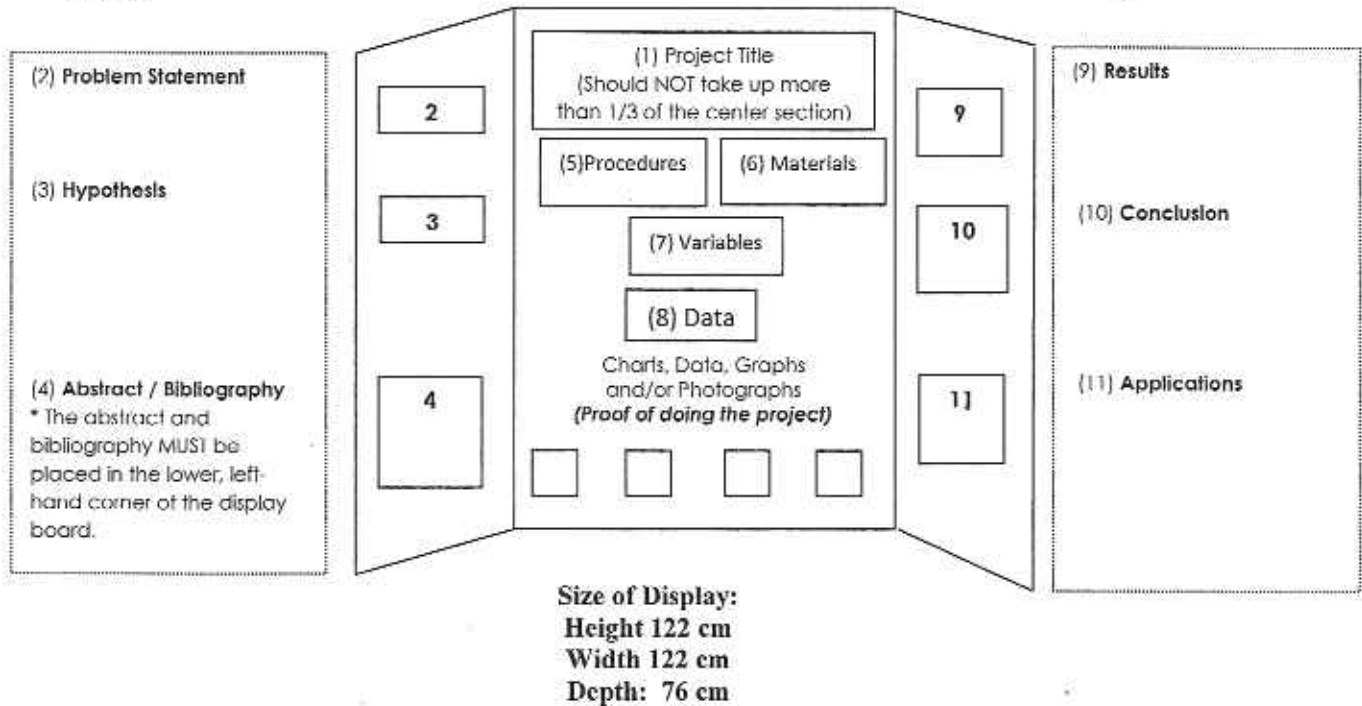 (2) Problem Statement
(3) Hypothesis
(4) Abstract / Bibliography
* The abstract and
bibliography MUST be
placed in the lower, left-
hand corner of the display
board.
2
3
4
(1) Project Title
(Should NOT take up more
than 1/3 of the center section)
(5)Procedures
(6) Materials
(7) Variables
(8) Data
Charts, Data, Graphs
and/or Photographs
(Proof of doing the project)
9
10
11
(9) Results
(10) Conclusion
(11) Applications
Size of Display:
Height 122 cm
Width 122 cm
Depth: 76 cm